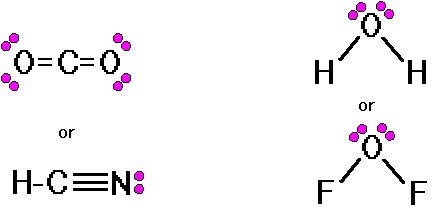 O=C=O
or
H-C≡N
O
H H
or
O
F F